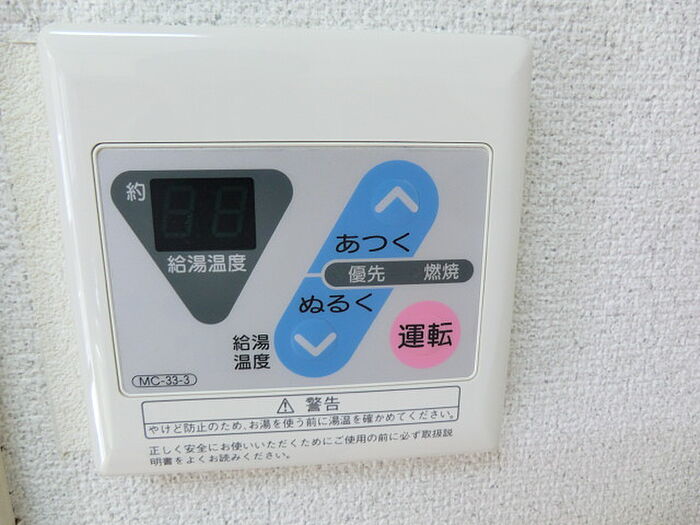 約
給湯温度
あつく
優先 燃焼
ぬるく
給湯
温度
運転
MC-33-3
警告
やけど防止のため、お湯を使う前に湯温を確かめてください。
正しく安全にお使いいただくためにご使用の前に必ず取扱説
明書をよくお読みください。